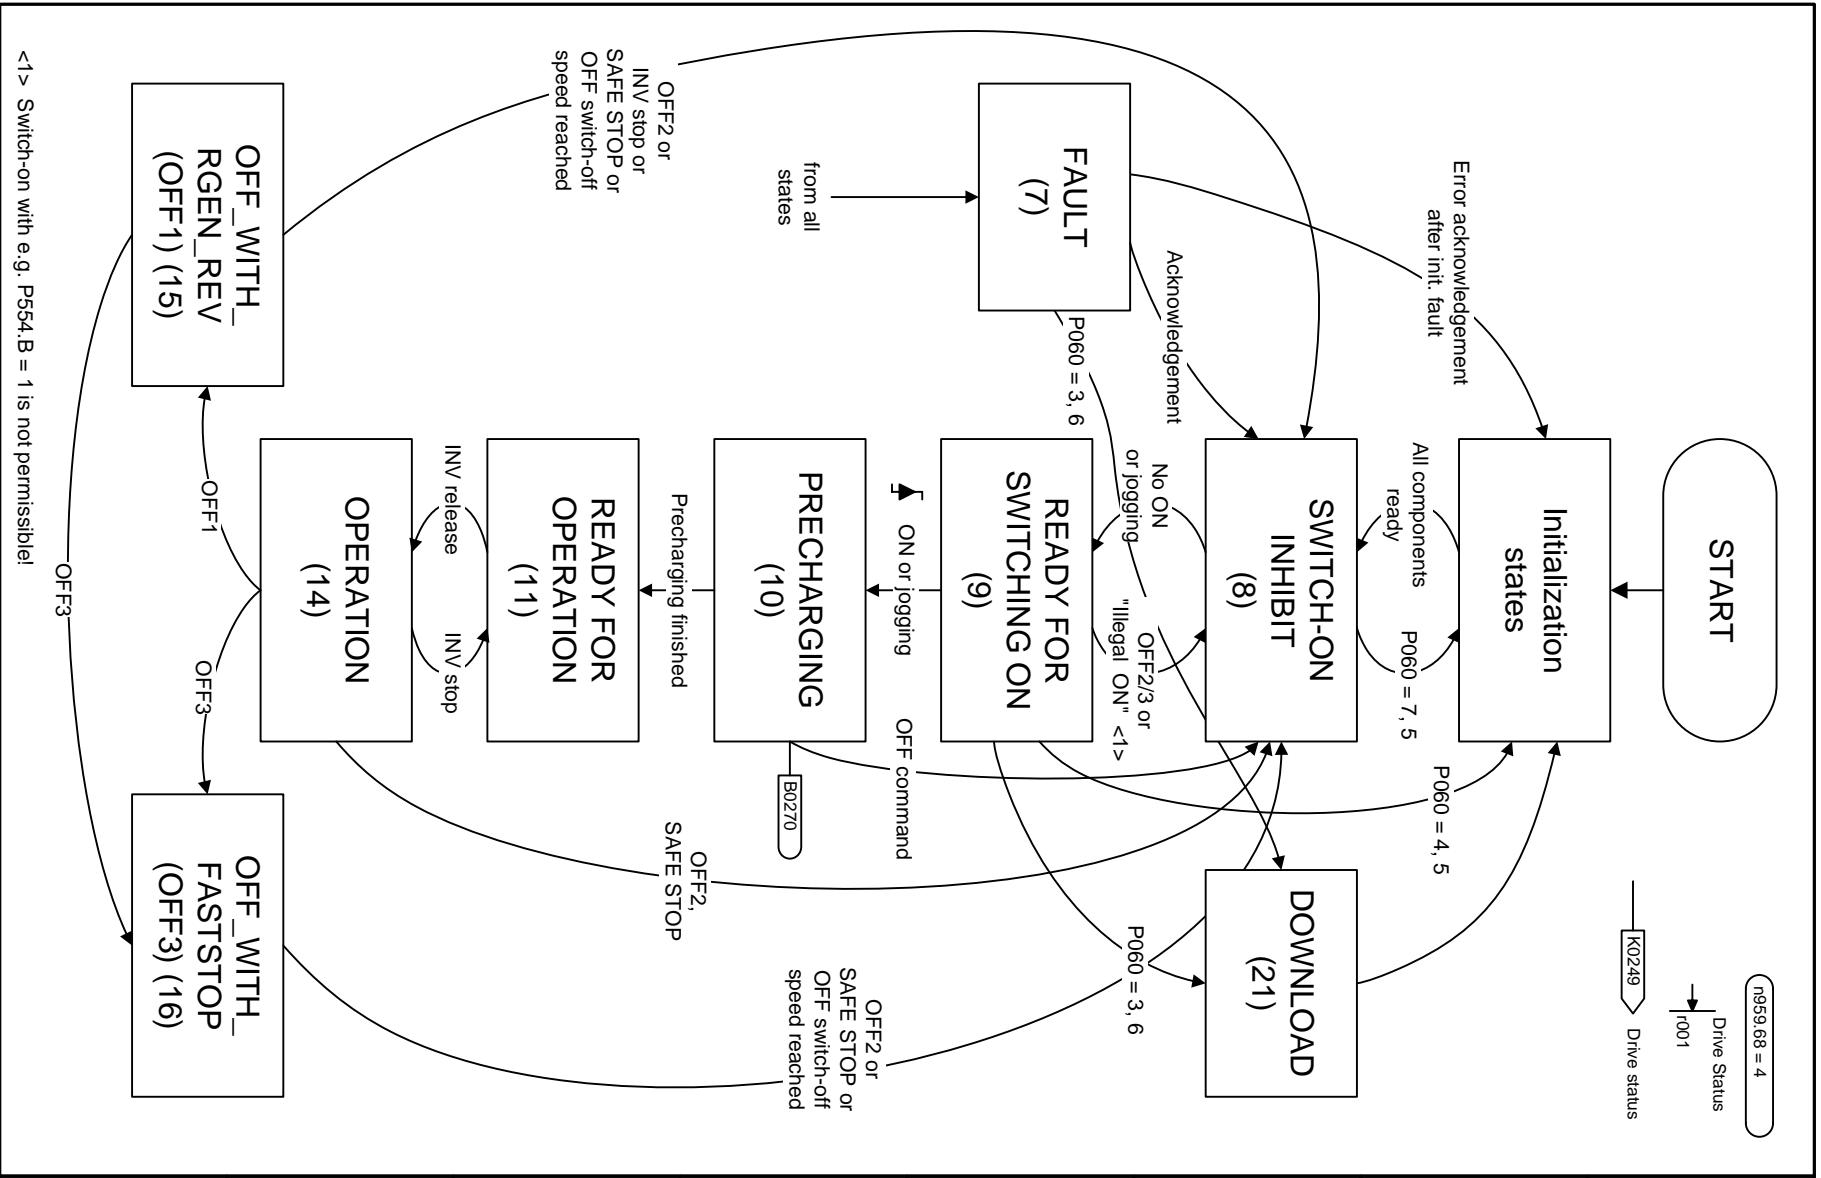 n959.68 = 4
Drive Status
r001
K0249
Drive status
START
Initialization
states
Error acknowledgement
after init. fault
All components
ready
P060 = 7, 5
P060 = 4, 5
SWITCH-ON
INHIBIT
(8)
DOWNLOAD
(21)
Acknowledgement
No ON
or jogging
OFF2/3 or
"Illegal ON" <1>
P060 = 3, 6
FAULT
(7)
P060 = 3, 6
READY FOR
SWITCHING ON
(9)
from all
states
ON or jogging
OFF command
PRECHARGING
(10)
B0270
OFF2 or
SAFE STOP or
OFF switch-off
speed reached
OFF2 or
INV stop or
SAFE STOP or
OFF switch-off
speed reached
Precharging finished
OFF2,
SAFE STOP
READY FOR
OPERATION
(11)
INV release
INV stop
OPERATION
(14)
OFF1
OFF3
OFF_WITH_
RGEN_REV
(OFF1) (15)
OFF_WITH_
FASTSTOP
(OFF3) (16)
OFF3
<1> Switch-on with e.g. P554.B = 1 is not permissible!